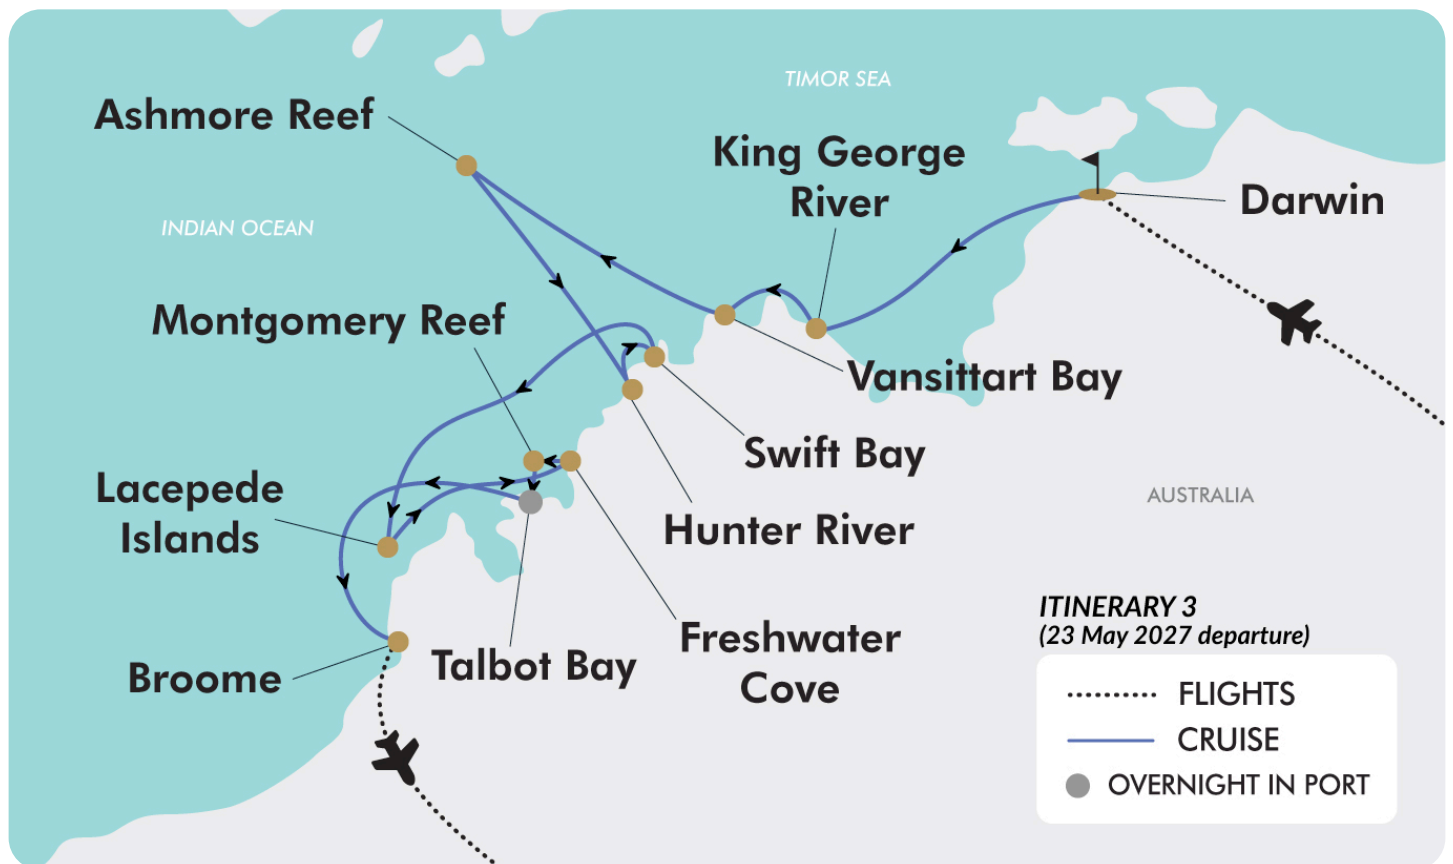 TIMOR SEA
Ashmore Reef
King George
River
Darwin
INDIAN OCEAN
Montgomery Reef
Vansittart Bay
Swift Bay
Lacepede
Islands
AUSTRALIA
Hunter River
Freshwater
Cove
Talbot Bay
Broome
ITINERARY 3
(23 May 2027 departure)
FLIGHTS
CRUISE
OVERNIGHT IN PORT